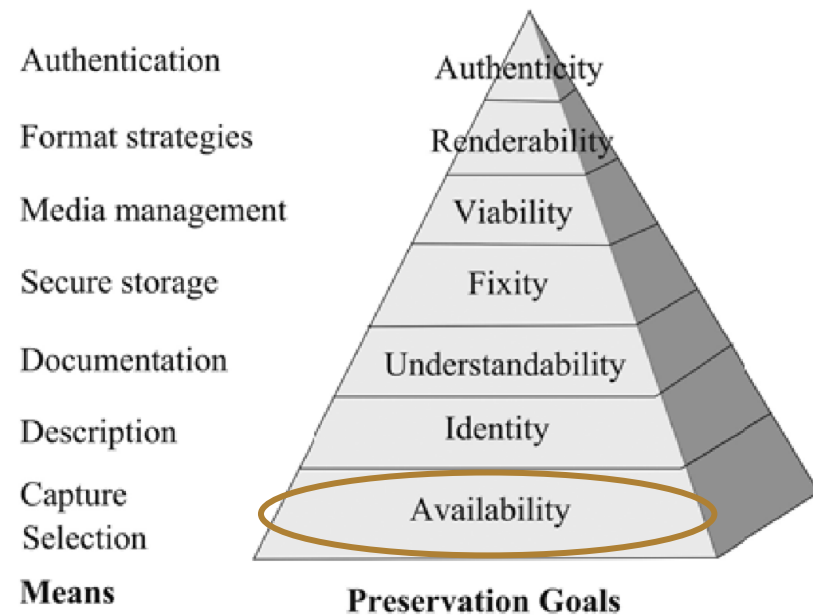 Authentication
Authenticity
Format strategies
Renderability
Media management
Viability
Secure storage
Fixity
Documentation
Understandability
Description
Identity
Capture
Availability
Selection
Means
Preservation Goals